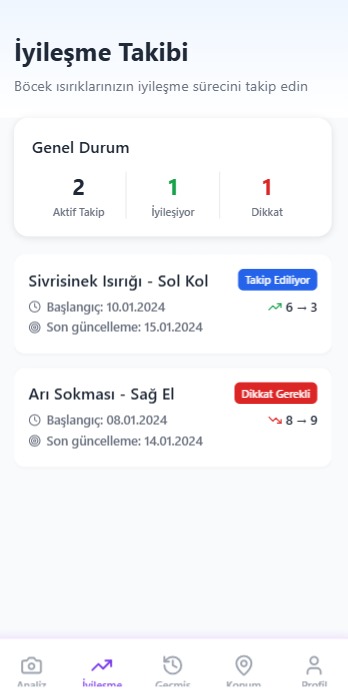 İyileşme Takibi
Böcek ısırıklarınızın iyileşme sürecini takip edin
Genel Durum
2 1 1
Aktif Takip İyileşiyor Dikkat
Sivrisinek Isırığı - Sol Kol Takip Ediliyor
Başlangıç: 10.01.2024 6 → 3
Son güncelleme: 15.01.2024
Arı Sokması - Sağ El Dikkat Gerekli
Başlangıç: 08.01.2024 8 → 9
Son güncelleme: 14.01.2024
Analiz İyileşme Geçmiş Konum Profil